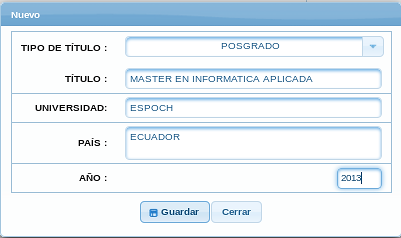 Nuevo
TIPO DE TÍTULO : POSGRADO
TÍTULO : MASTER EN INFORMATICA APLICADA
UNIVERSIDAD: ESPOCH
PAÍS : ECUADOR
AÑO : 2013
Guardar Cerrar